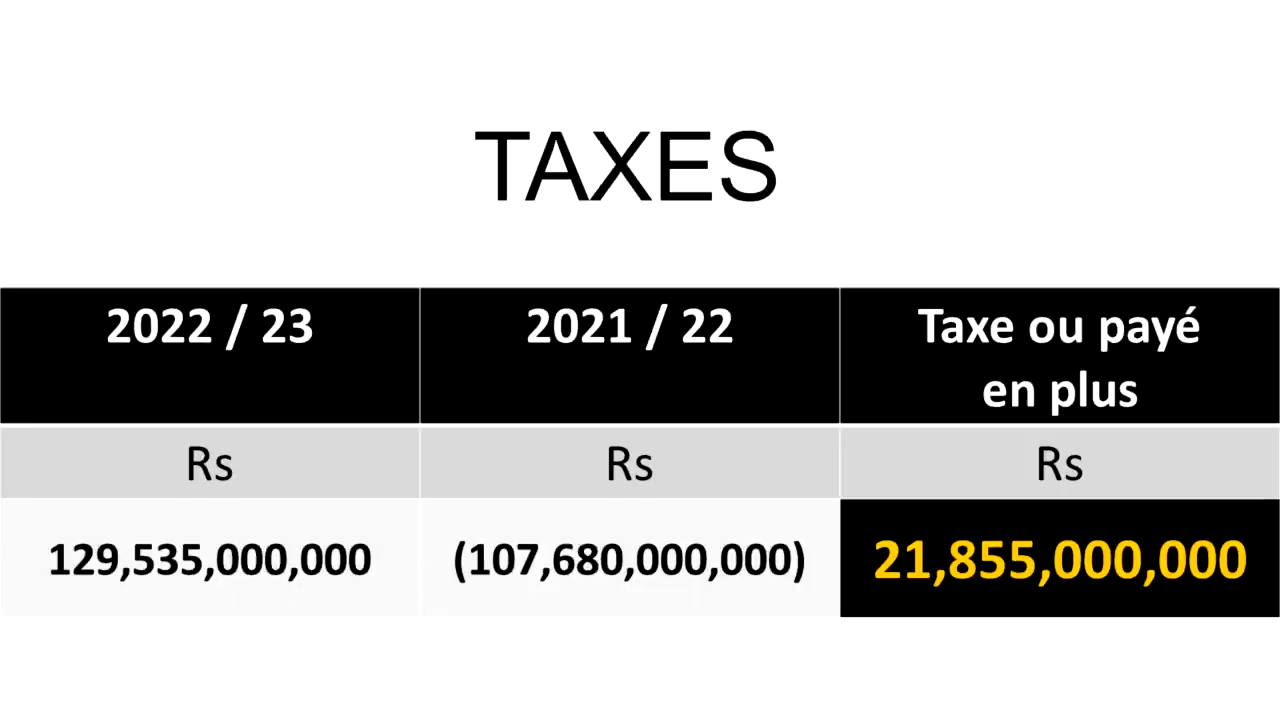 TAXES
2022 / 23
2021 / 22
Taxe ou payé
en plus
Rs
Rs
Rs
129,535,000,000
(107,680,000,000)
21,855,000,000